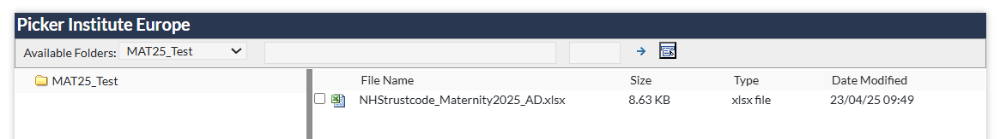 Picker Institute Europe
Available Folders: MAT25_Test
MAT25_Test
File Name Size Type Date Modified
NHStrustcode_Maternity2025_AD.xlsx 8.63 KB xlsx file 23/04/25 09:49